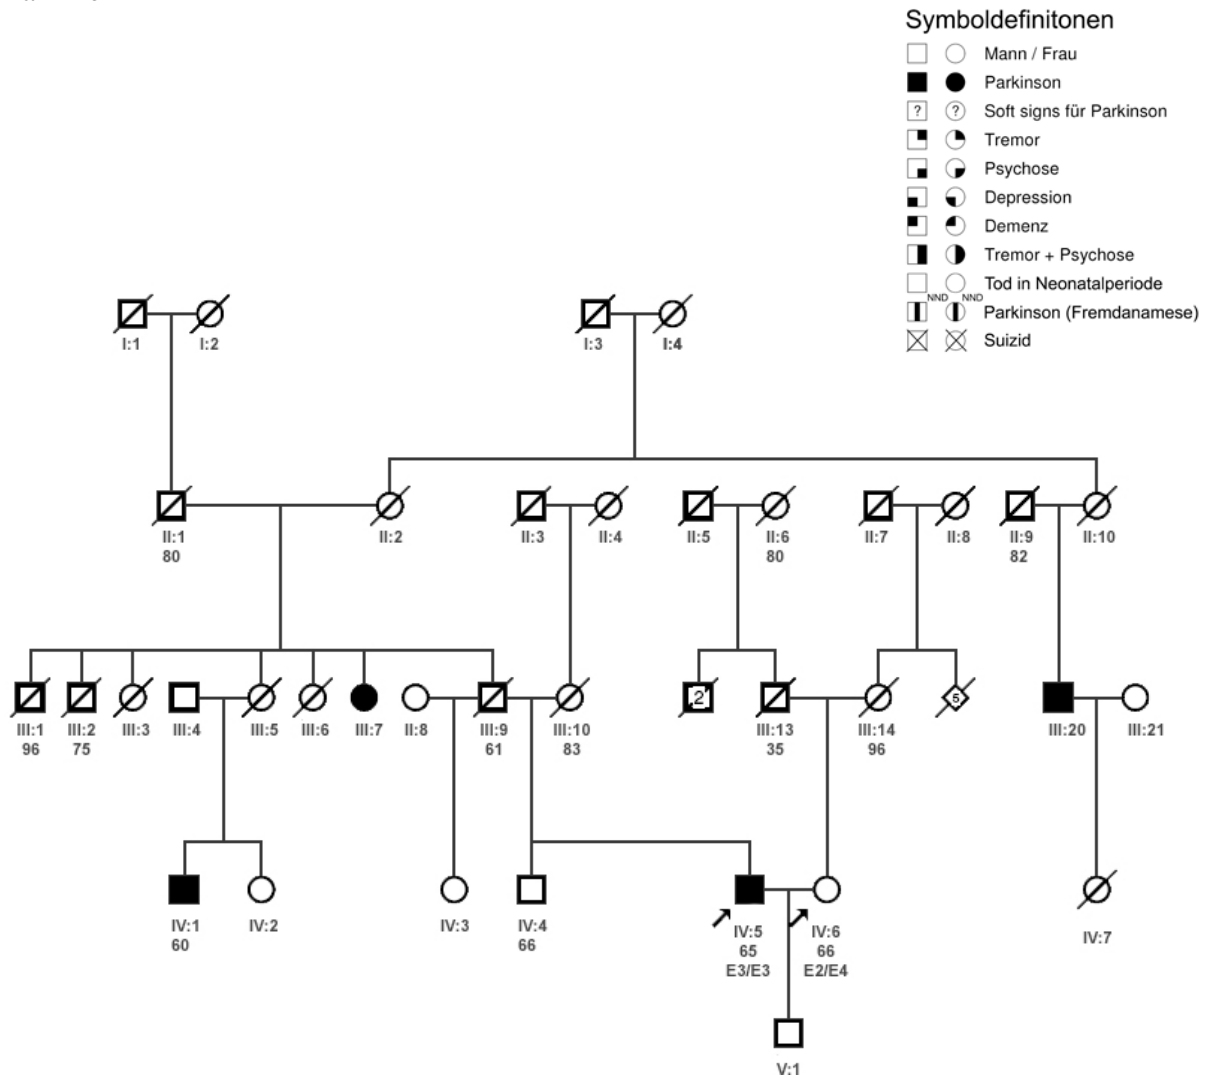 Symboldefinitonen
Mann / Frau
Parkinson
? ? Soft signs für Parkinson
Tremor
Psychose
Depression
Demenz
Tremor + Psychose
Tod in Neonatalperiode
NND NND
Parkinson (Fremdanamese)
Suizid
I:1 I:2 I:3 I:4
II:1 II:2 II:3 II:4 II:5 II:6 II:7 II:8 II:9 II:10
80 80 82
2 5
III:1 III:2 III:3 III:4 III:5 III:6 III:7 II:8 III:9 III:10 III:13 III:14 III:20 III:21
96 75 61 83 35 96
IV:1 IV:2 IV:3 IV:4 IV:5 IV:6 IV:7
60 66 65 66
E3/E3 E2/E4
V:1